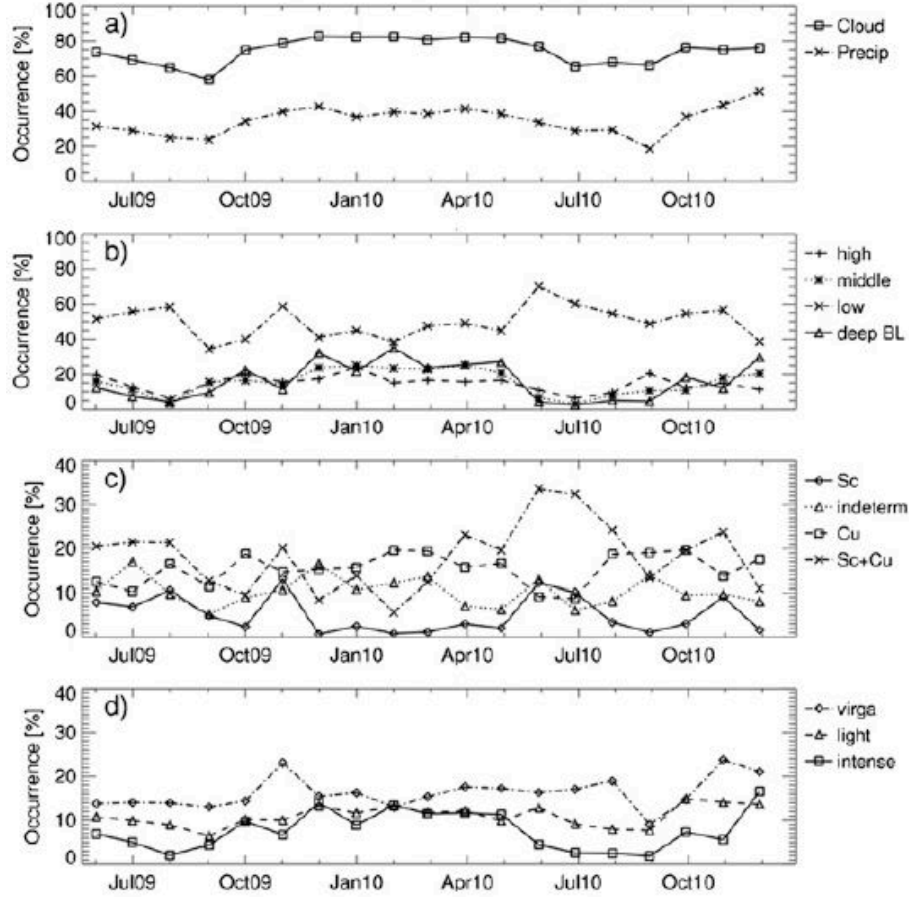 a)
Occurrence [%]
100
80
60
40
20
0
Jul09 Oct09 Jan10 Apr10 Jul10 Oct10
Cloud
Precip
b)
Occurrence [%]
100
80
60
40
20
0
Jul09 Oct09 Jan10 Apr10 Jul10 Oct10
high
middle
low
deep BL
c)
Occurrence [%]
40
30
20
10
0
Jul09 Oct09 Jan10 Apr10 Jul10 Oct10
Sc
indeterm
Cu
Sc+Cu
d)
Occurrence [%]
40
30
20
10
0
Jul09 Oct09 Jan10 Apr10 Jul10 Oct10
virga
light
intense